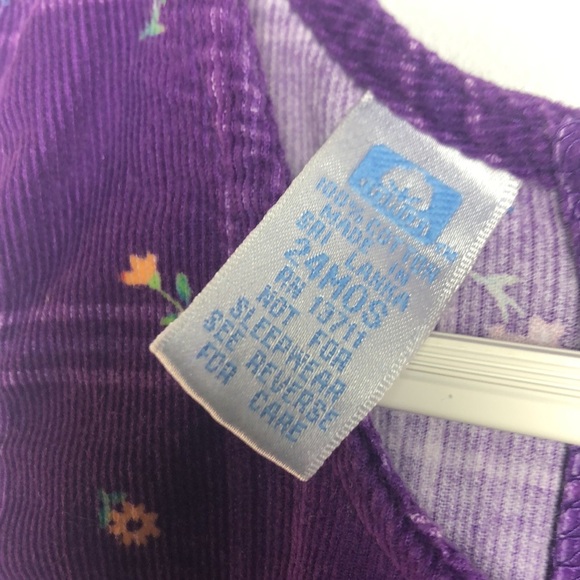 100% COTTON
MADE IN
SRI LANKA
24MOS
RN 13711
NOT FOR
SLEEPWEAR
SEE REVERSE
FOR CARE